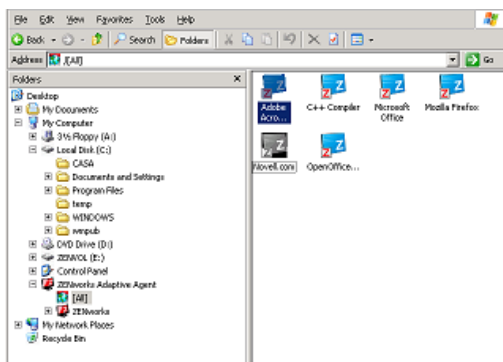 File Edit View Favorites Tools Help
Back Search Folders
Address \[All] Go
Folders
Desktop
My Documents
My Computer
3½ Floppy (A:)
Local Disk (C:)
CASA
Documents and Settings
Program Files
temp
WINDOWS
wmpub
DVD Drive (D:)
ZENVOL (E:)
Control Panel
ZENworks Adaptive Agent
[All]
ZENworks
My Network Places
Recycle Bin
Adobe Acro... C++ Compiler Microsoft Office Mozilla Firefox
Novell.com OpenOffice...